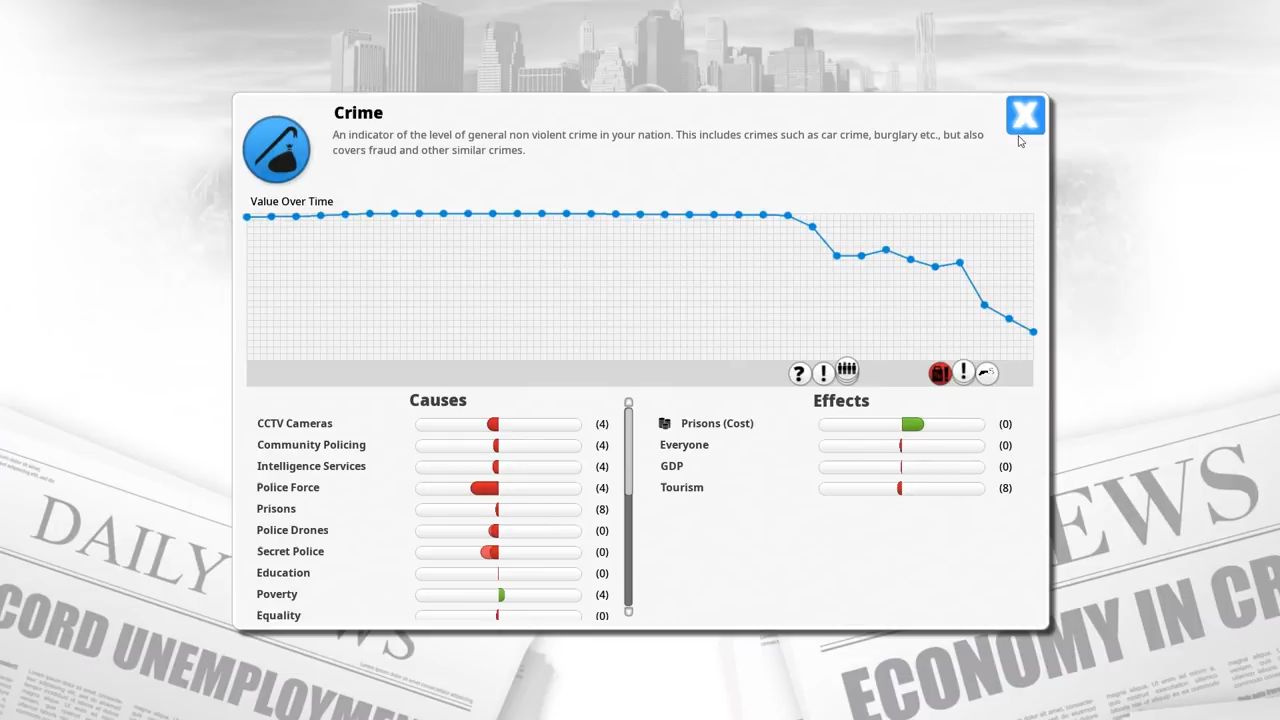 Crime
An indicator of the level of general non violent crime in your nation. This includes crimes such as car crime, burglary etc., but also
covers fraud and other similar crimes.
X
Value Over Time
? ! !
Causes
CCTV Cameras (4)
Community Policing (4)
Intelligence Services (4)
Police Force (4)
Prisons (8)
Police Drones (0)
Secret Police (0)
Education (0)
Poverty (4)
Equality (0)
Effects
Prisons (Cost) (0)
Everyone (0)
GDP (0)
Tourism (8)
DAILY
NEWS
CORD UNEMPLOYM
EWS
ECONOMY IN CR